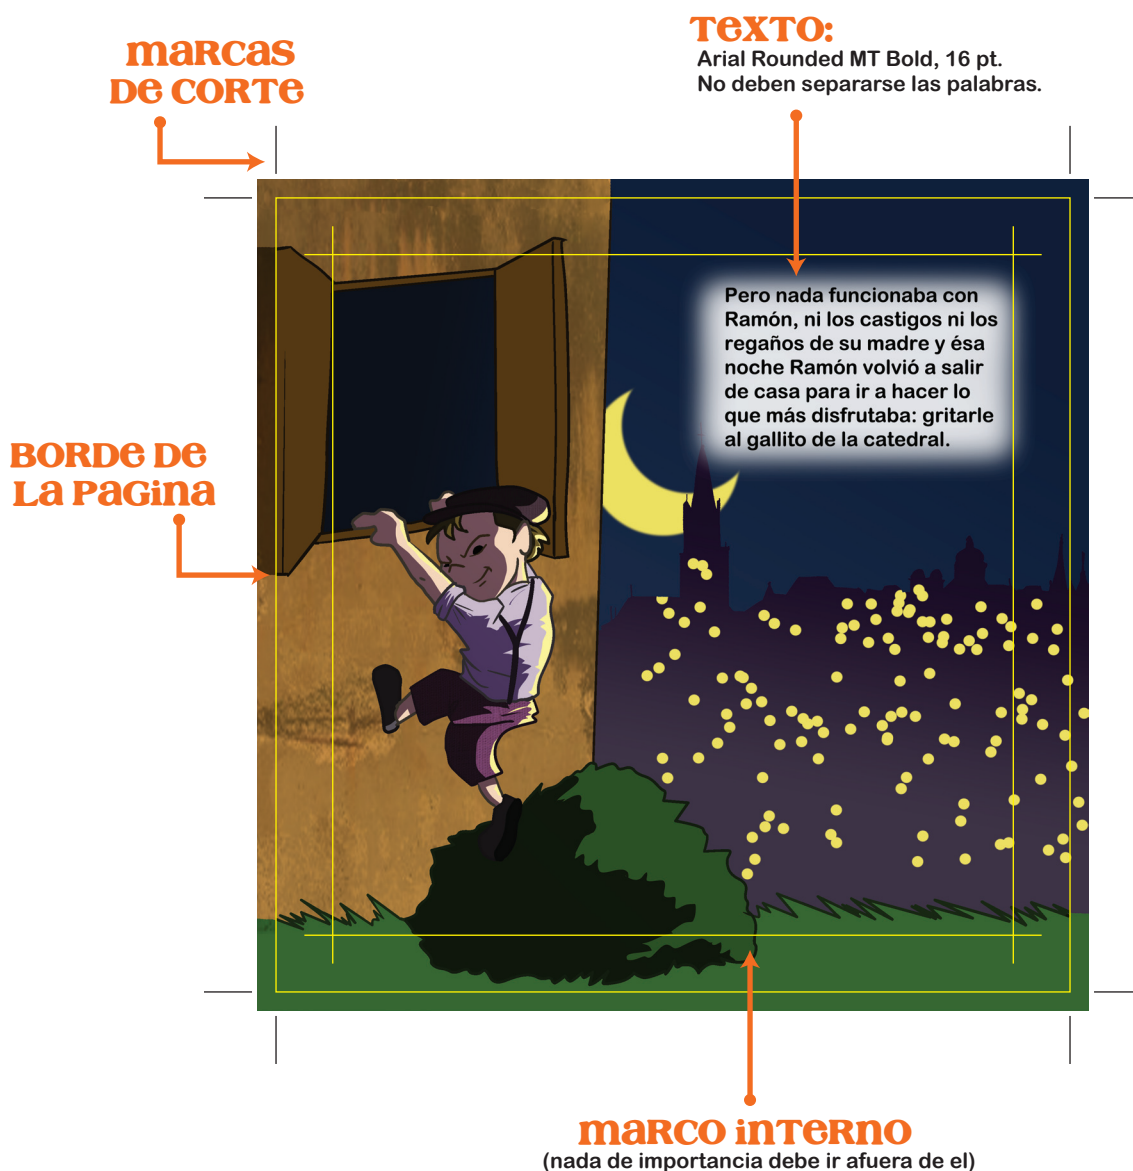 TEXTO:
Arial Rounded MT Bold, 16 pt.
No deben separarse las palabras.
MARCAS
DE CORTE
Pero nada funcionaba con
Ramón, ni los castigos ni los
regaños de su madre y ésa
noche Ramón volvió a salir
de casa para ir a hacer lo
que más disfrutaba: gritarle
al gallito de la catedral.
BORDE DE
LA PAGINA
MARCO INTERNO
(nada de importancia debe ir afuera de el)